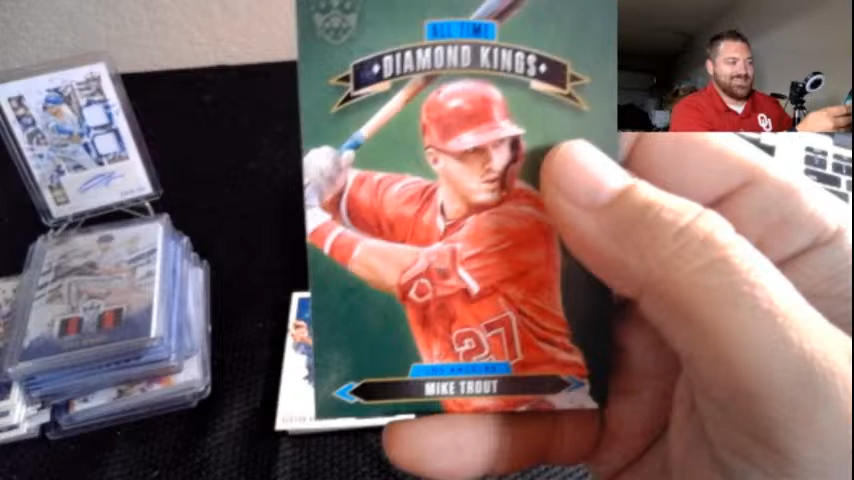 ALL TIME
DIAMOND KINGS
27
LOS ANGELES
MIKE TROUT
OU